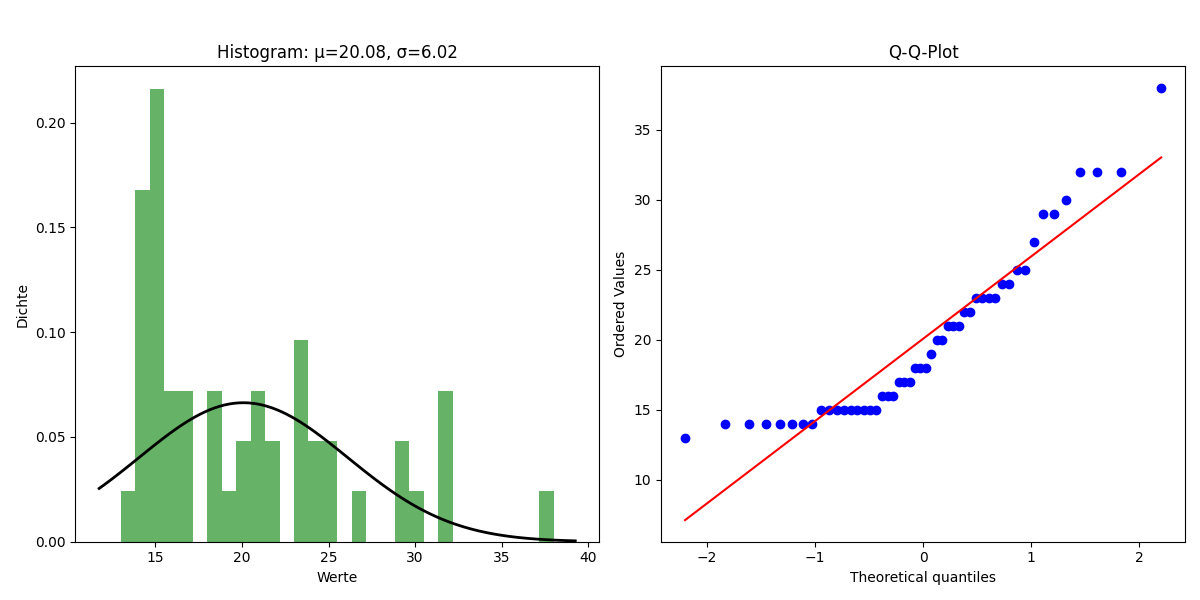 Histogram: μ=20.08, σ=6.02
Dichte
0.20
0.15
0.10
0.05
0.00
15 20 25 30 35 40
Werte
Q-Q-Plot
Ordered Values
35
30
25
20
15
10
−2 −1 0 1 2
Theoretical quantiles